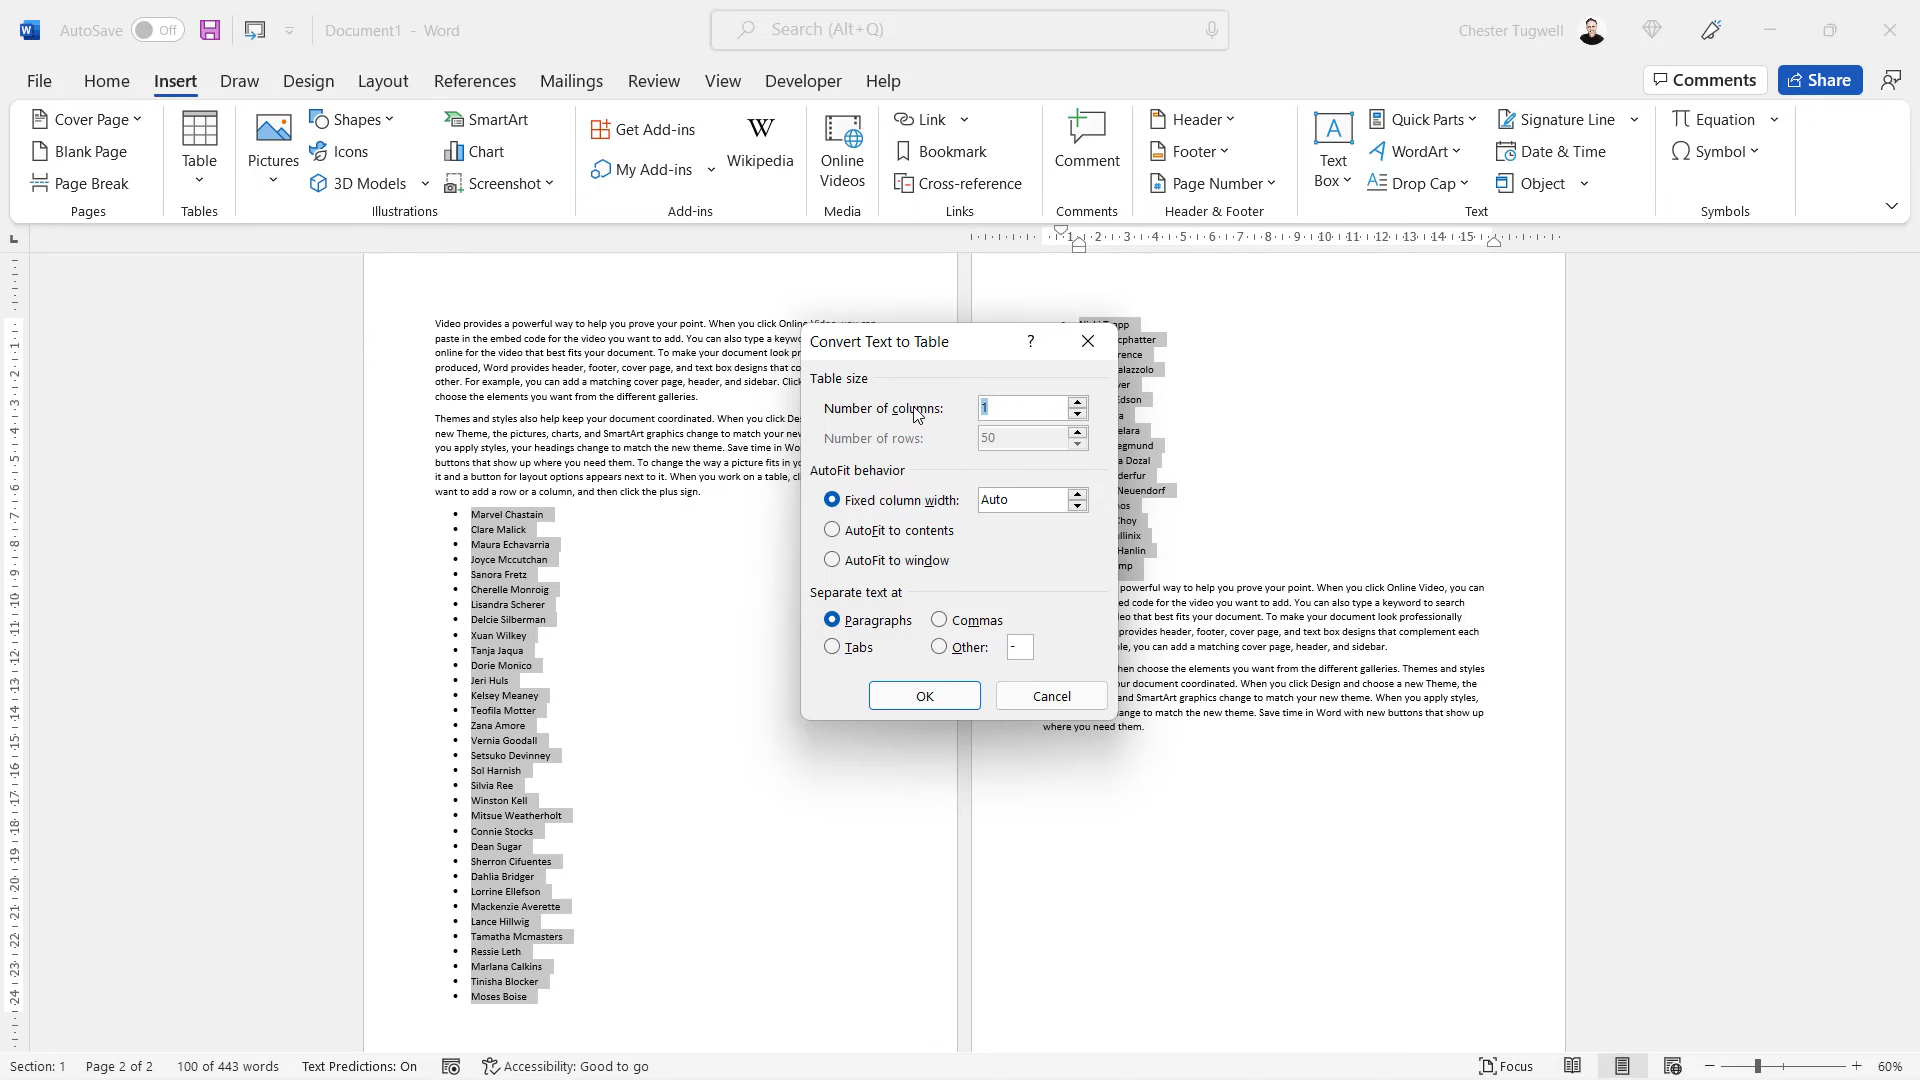 AutoSave Off Document1 - Word Search (Alt+Q) Chester Tugwell
File Home Insert Draw Design Layout References Mailings Review View Developer Help Comments Share
Cover Page
Blank Page
Page Break
Pages
Table
Tables
Pictures
Shapes
Icons
3D Models
SmartArt
Chart
Screenshot
Illustrations
Get Add-ins
My Add-ins
Wikipedia
Add-ins
Online
Videos
Media
Link
Bookmark
Cross-reference
Links
Comment
Comments
Header
Footer
Page Number
Header & Footer
Text
Box
Quick Parts
WordArt
Drop Cap
Signature Line
Date & Time
Object
Text
Equation
Symbol
Symbols
Video provides a powerful way to help you prove your point. When you click Online Video, you can
paste in the embed code for the video you want to add. You can also type a keywo
online for the video that best fits your document. To make your document look pr
produced, Word provides header, footer, cover page, and text box designs that co
other. For example, you can add a matching cover page, header, and sidebar. Click
choose the elements you want from the different galleries.
Themes and styles also help keep your document coordinated. When you click Des
new Theme, the pictures, charts, and SmartArt graphics change to match your new
you apply styles, your headings change to match the new theme. Save time in Word
buttons that show up where you need them. To change the way a picture fits in yo
it and a button for layout options appears next to it. When you work on a table, cli
want to add a row or a column, and then click the plus sign.
• Marvel Chastain
• Clare Malick
• Maura Echavarria
• Joyce Mccutchan
• Sanora Fretz
• Cherelle Monroig
• Lisandra Scherer
• Delcie Silberman
• Xuan Wilkey
• Tanja Jaqua
• Dorie Monico
• Jeri Huls
• Kelsey Meaney
• Teofila Motter
• Zana Amore
• Vernia Goodall
• Setsuko Devinney
• Sol Harnish
• Silvia Ree
• Winston Kell
• Mitsue Weatherholt
• Connie Stocks
• Dean Sugar
• Sherron Cifuentes
• Dahlia Bridger
• Lorrine Ellefson
• Mackenzie Averette
• Lance Hillwig
• Tamatha Mcmasters
• Ressie Leth
• Marlana Calkins
• Tinisha Blocker
• Moses Boise
Convert Text to Table ?
Table size
Number of columns: 1
Number of rows: 50
AutoFit behavior
Fixed column width: Auto
AutoFit to contents
AutoFit to window
Separate text at
Paragraphs Commas
Tabs Other: -
OK Cancel
cphatter
rence
alazzolo
ver
Edson
a
elara
egmund
a Dozal
derfur
Neuendorf
nos
Choy
ullinix
Hanlin
mp
powerful way to help you prove your point. When you click Online Video, you can
ed code for the video you want to add. You can also type a keyword to search
eo that best fits your document. To make your document look professionally
provides header, footer, cover page, and text box designs that complement each
le, you can add a matching cover page, header, and sidebar.
hen choose the elements you want from the different galleries. Themes and styles
our document coordinated. When you click Design and choose a new Theme, the
and SmartArt graphics change to match your new theme. When you apply styles,
ange to match the new theme. Save time in Word with new buttons that show up
where you need them.
Section: 1 Page 2 of 2 100 of 443 words Text Predictions: On Accessibility: Good to go Focus 60%